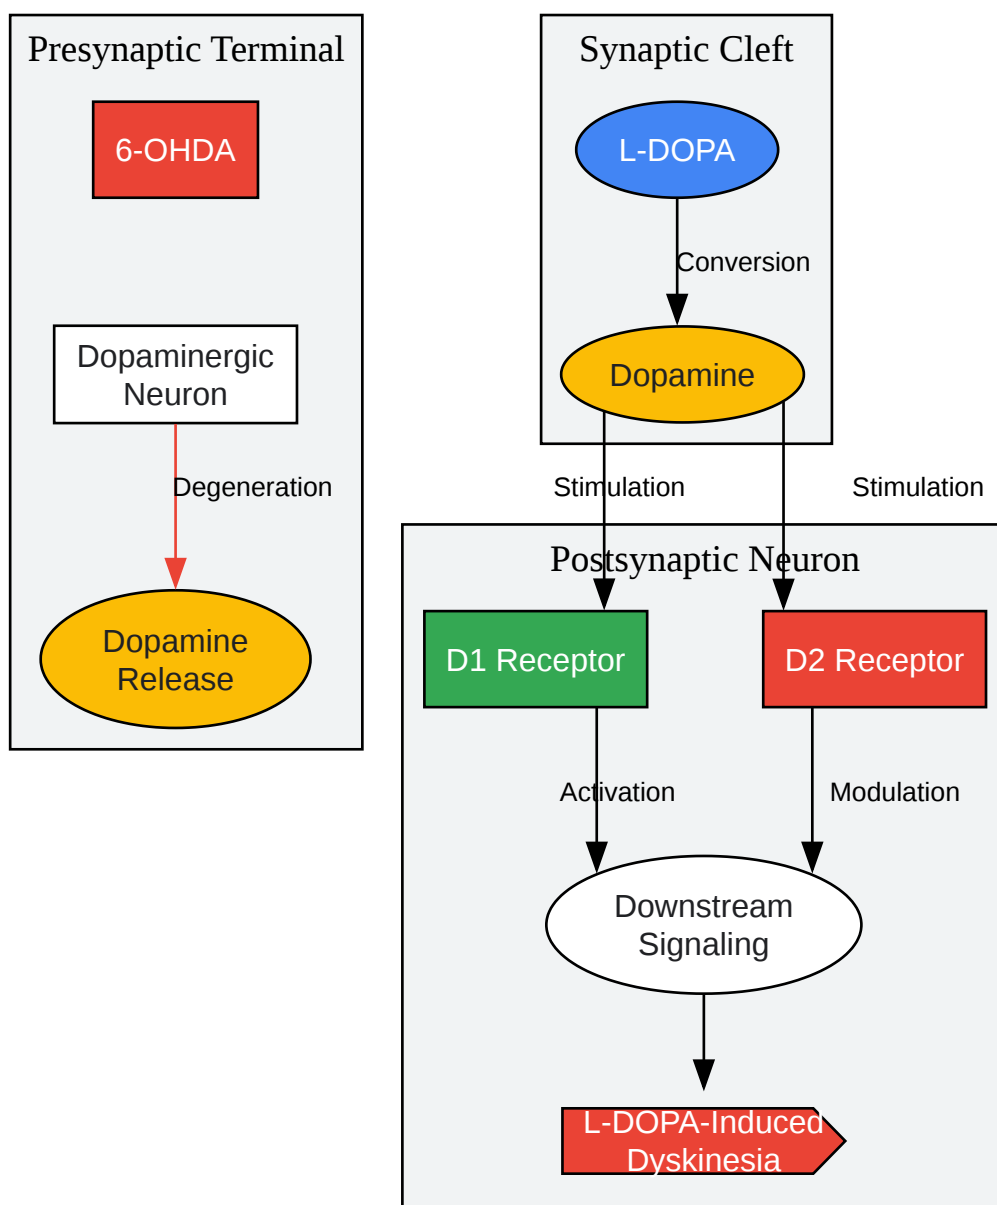 Presynaptic Terminal
6-OHDA
Dopaminergic
Neuron
Degeneration
Dopamine
Release
Synaptic Cleft
L-DOPA
Conversion
Dopamine
Stimulation
Stimulation
Postsynaptic Neuron
D1 Receptor
D2 Receptor
Activation
Modulation
Downstream
Signaling
L-DOPA-Induced
Dyskinesia